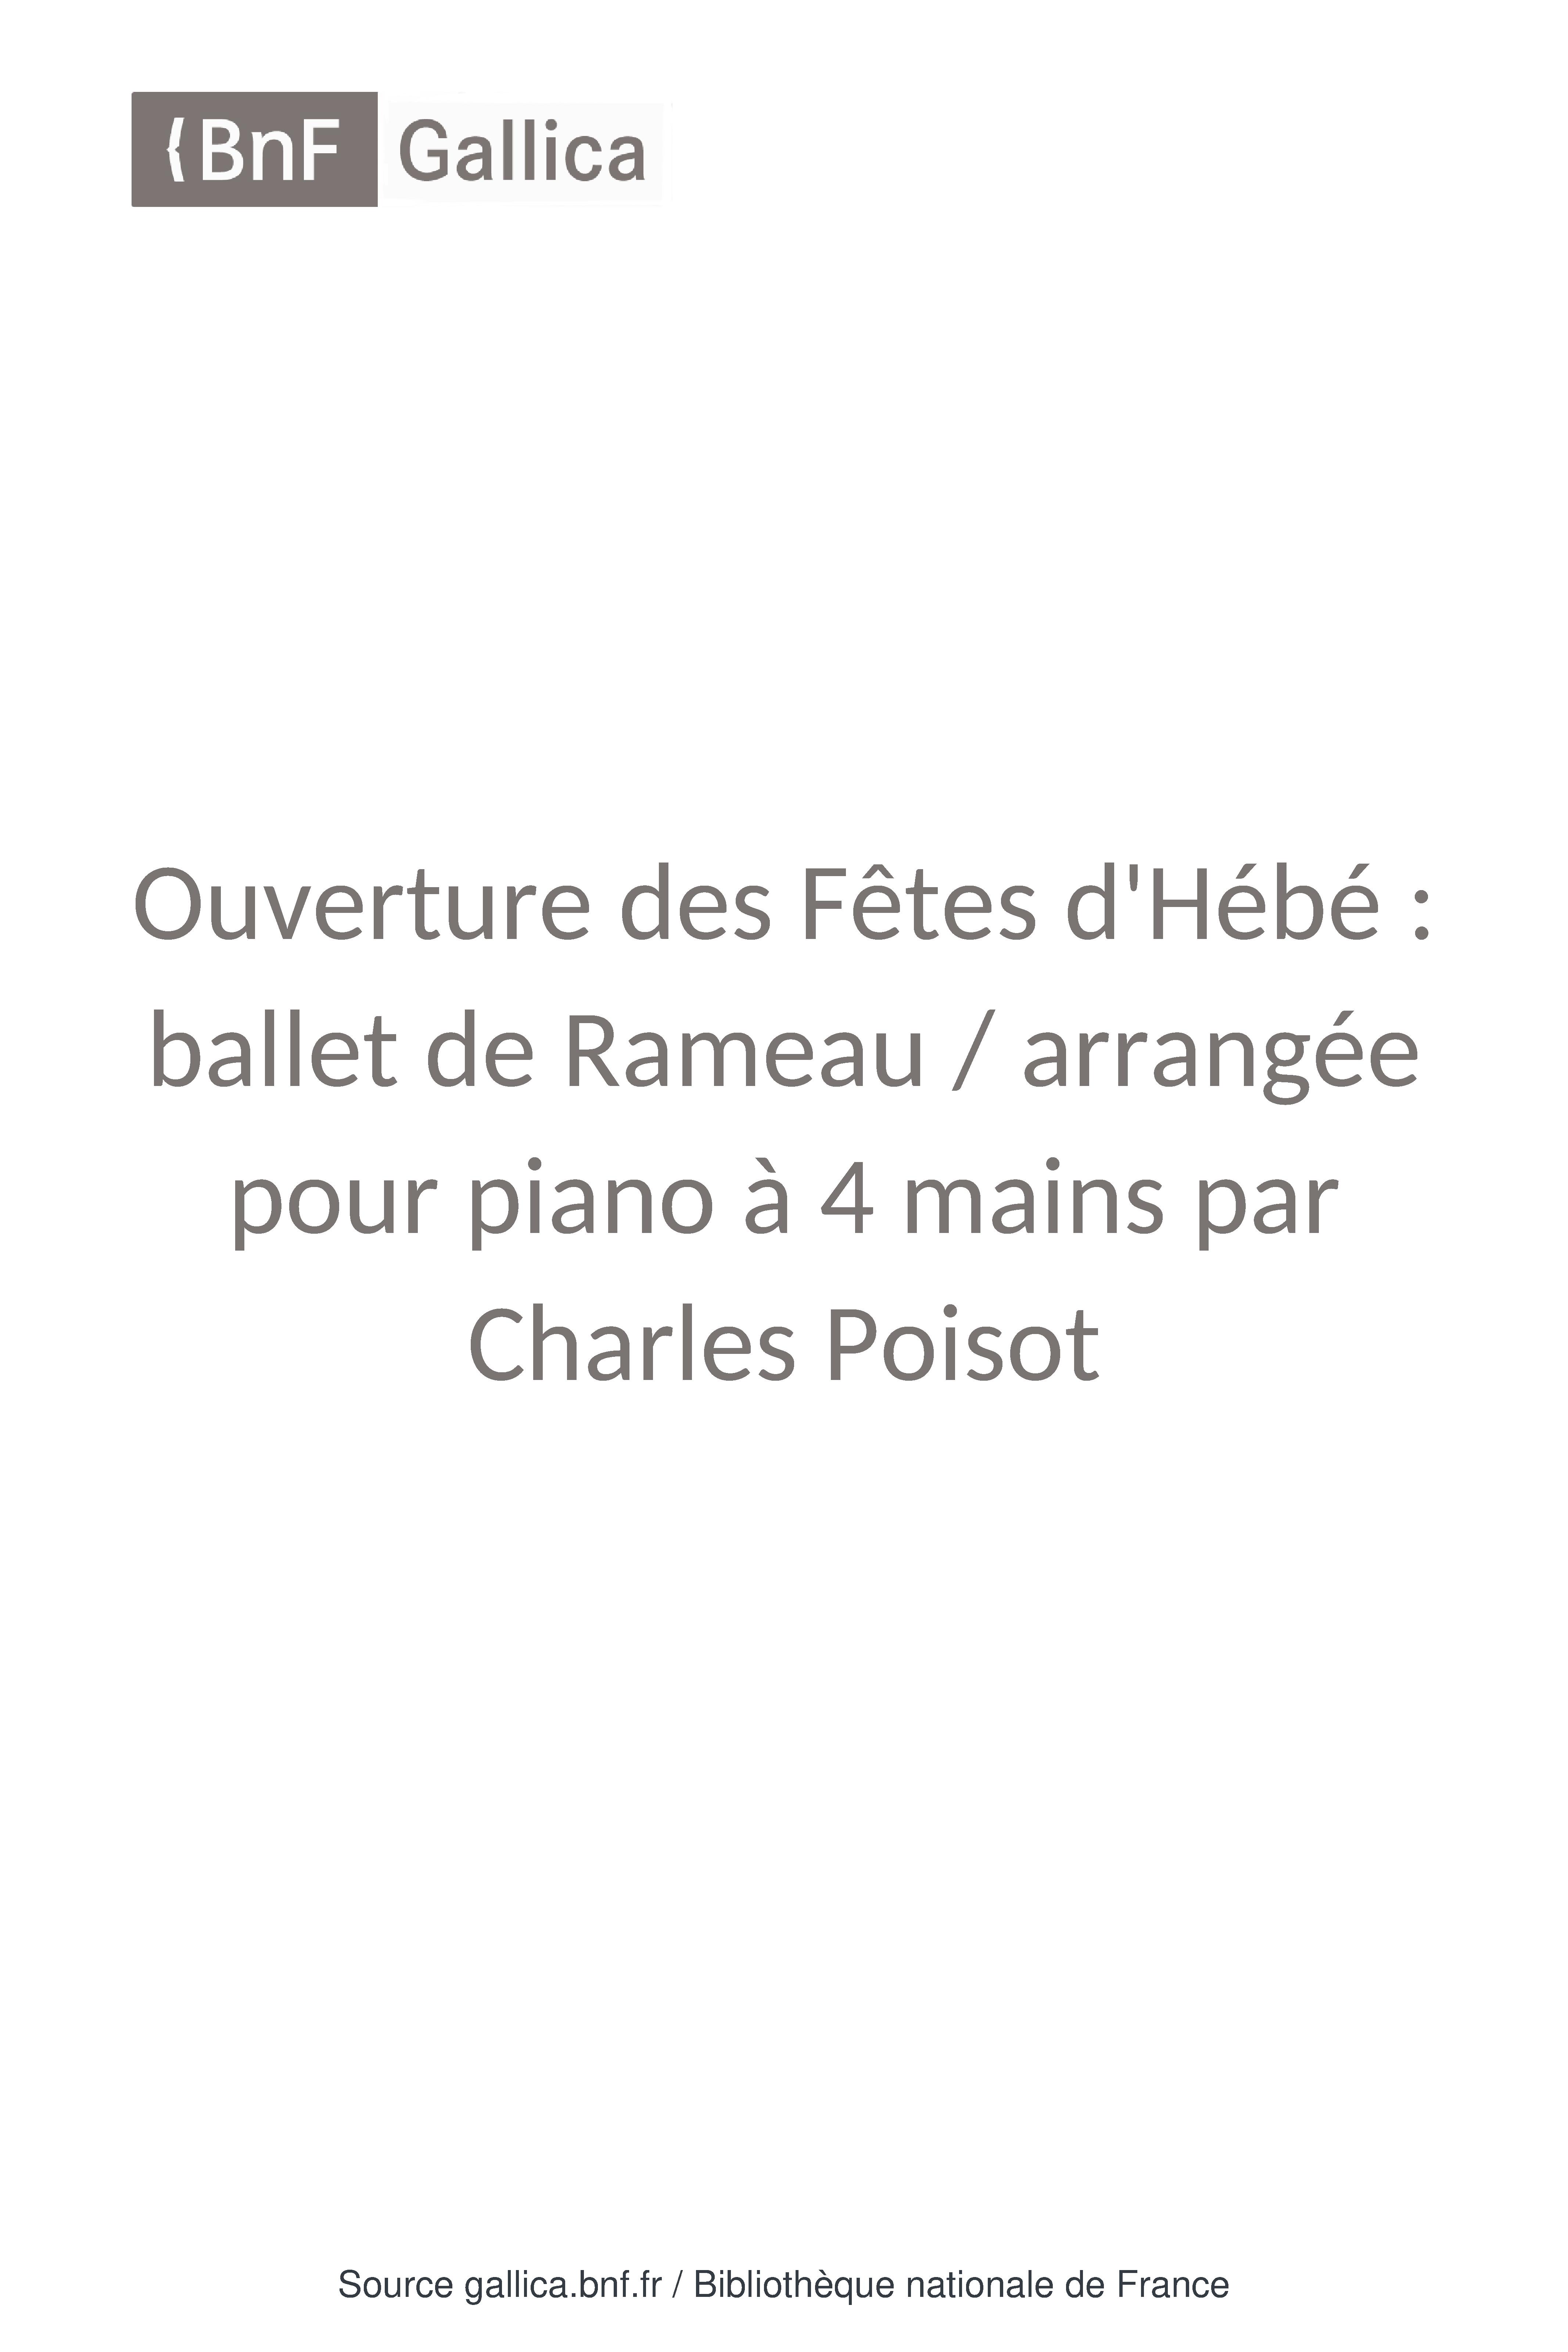 BnF Gallica
Ouverture des Fêtes d'Hébé :
ballet de Rameau / arrangée
pour piano à 4 mains par
Charles Poisot
Source gallica.bnf.fr / Bibliothèque nationale de France